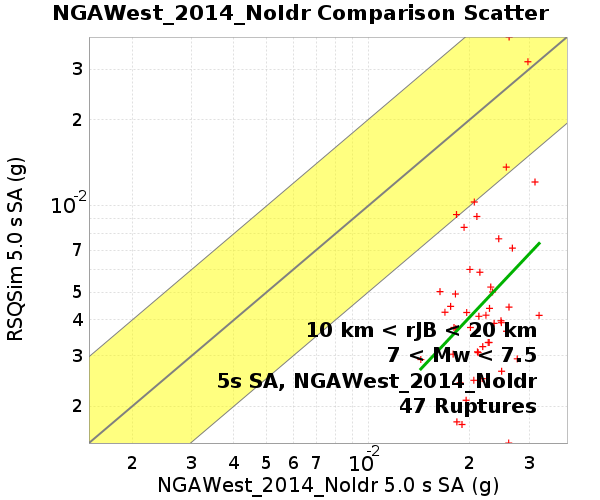 NGAWest_2014_NoIdr Comparison Scatter
RSQSim 5.0 s SA (g)
3
2
10-2
7
5
4
3
2
10 km < rJB < 20 km
7 < Mw < 7.5
5s SA, NGAWest_2014_NoIdr
47 Ruptures
2 3 4 5 6 7 10-2 2 3
NGAWest_2014_NoIdr 5.0 s SA (g)